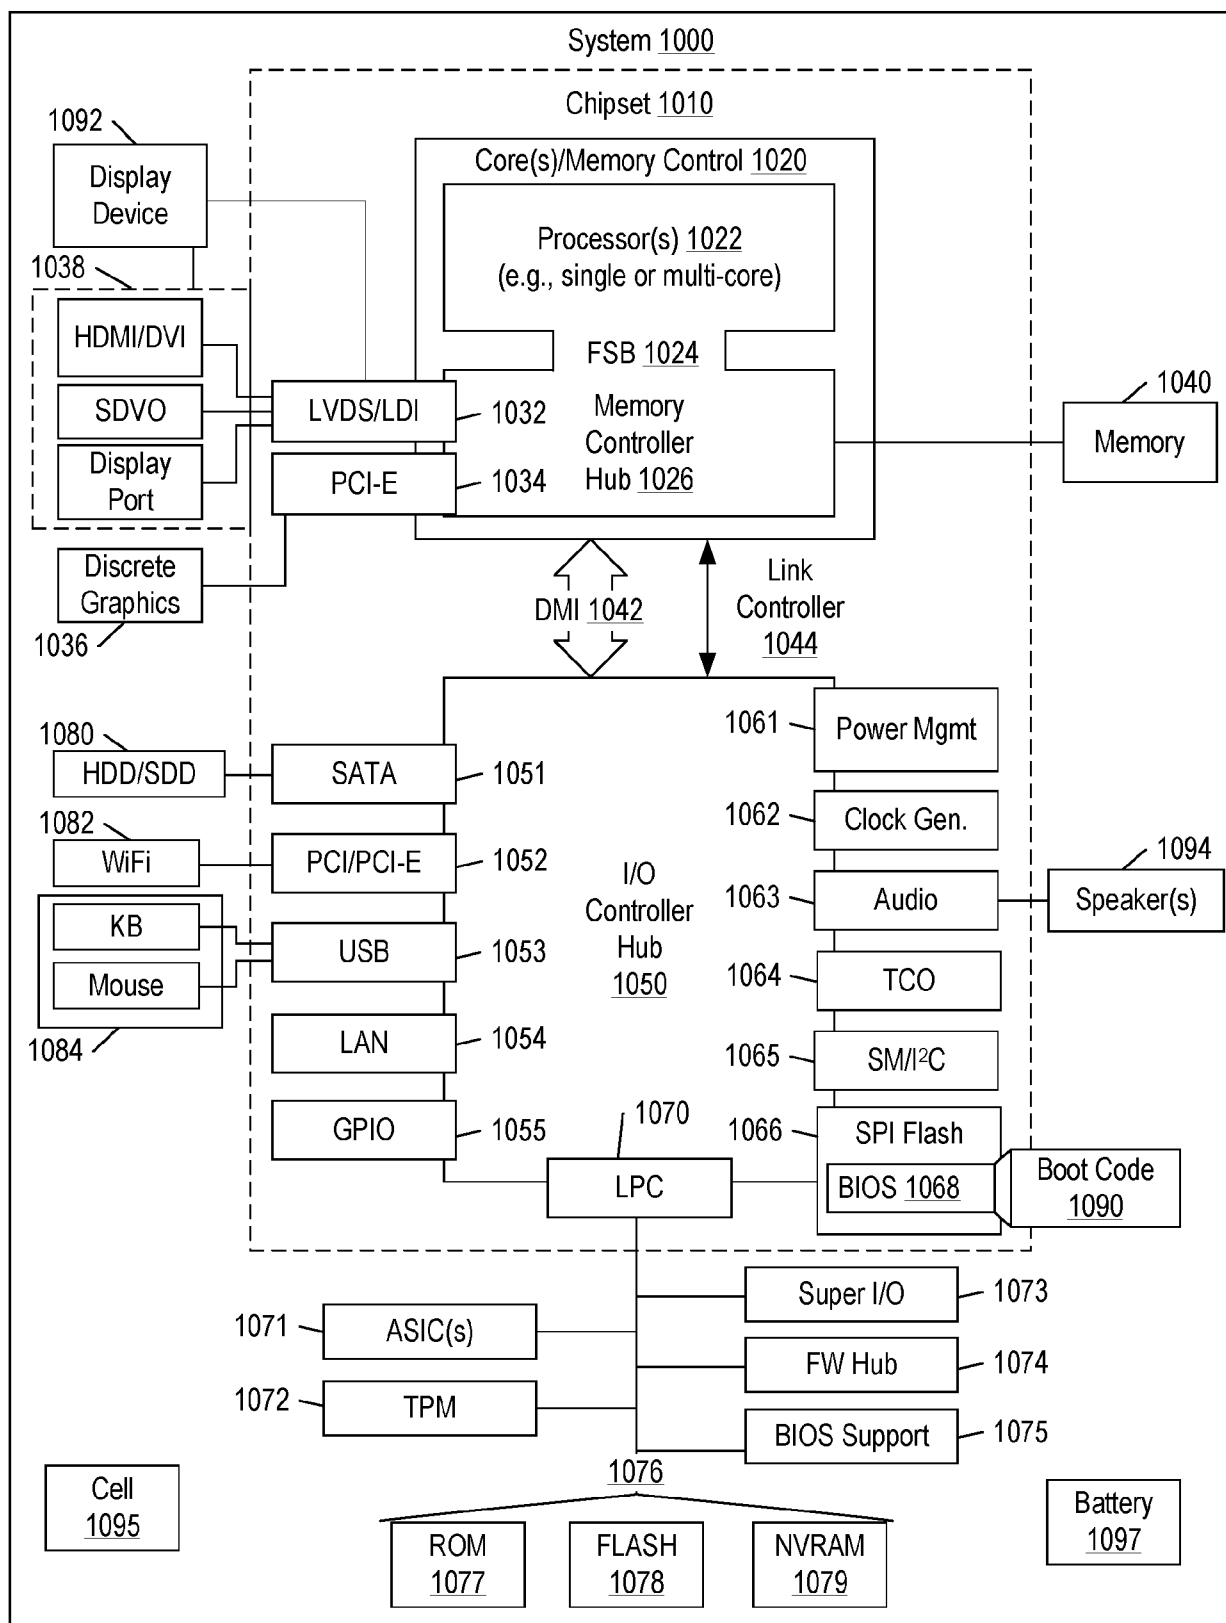 System 1000
Chipset 1010
1092
Display
Device
Core(s)/Memory Control 1020
Processor(s) 1022
(e.g., single or multi-core)
1038
HDMI/DVI
SDVO
Display
Port
FSB 1024
LVDS/LDI
1032
PCI-E
1034
Memory
Controller
Hub 1026
1040
Memory
Discrete
Graphics
1036
DMI 1042
Link
Controller
1044
1080
HDD/SDD
1082
WiFi
KB
Mouse
1084
SATA
1051
PCI/PCI-E
1052
USB
1053
LAN
1054
GPIO
1055
I/O
Controller
Hub
1050
1061
Power Mgmt
1062
Clock Gen.
1063
Audio
1094
Speaker(s)
1064
TCO
1065
SM/I²C
1066
SPI Flash
BIOS 1068
Boot Code
1090
1070
LPC
1071
ASIC(s)
1072
TPM
Super I/O
1073
FW Hub
1074
BIOS Support
1075
1076
Cell
1095
ROM
1077
FLASH
1078
NVRAM
1079
Battery
1097